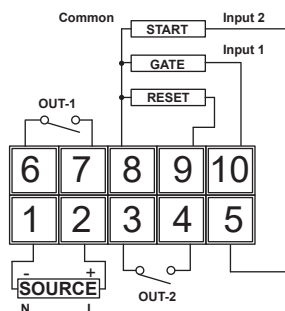 Common START Input 2
GATE Input 1
RESET
OUT-1
6 7 8 9 10
1 2 3 4 5
- +
SOURCE
N L
OUT-2